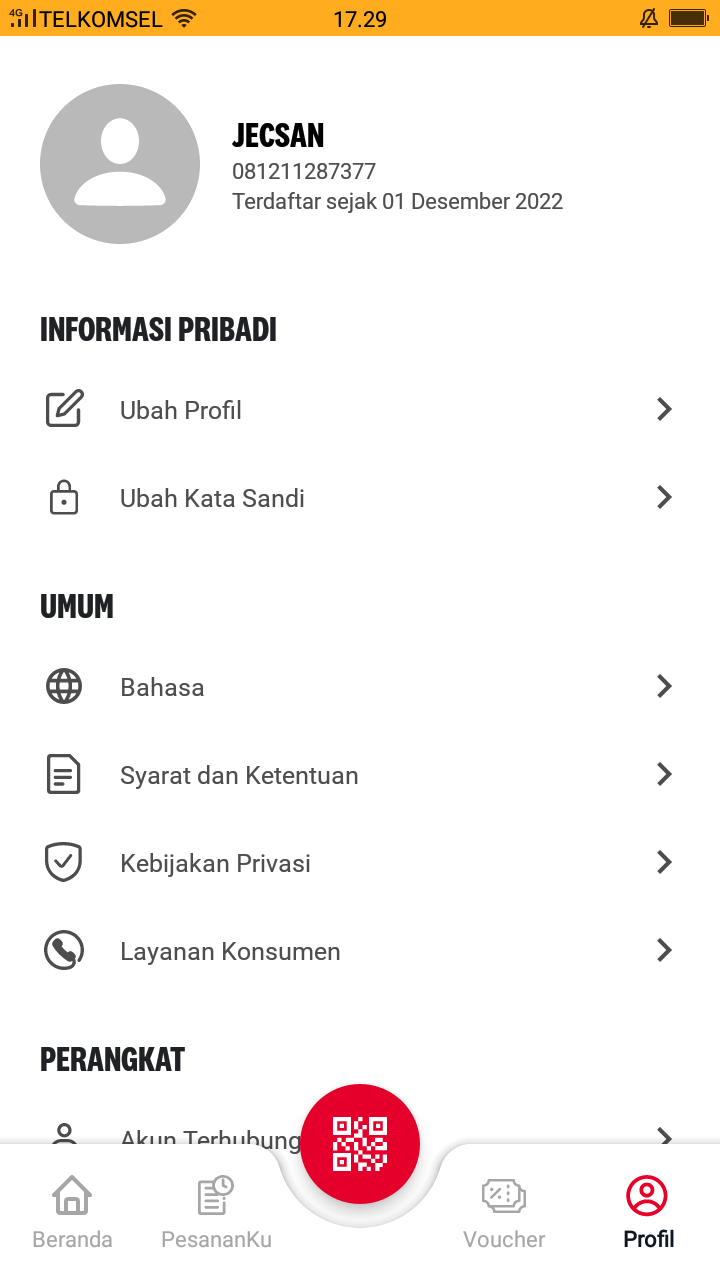 4G TELKOMSEL 17.29
JECSAN
081211287377
Terdaftar sejak 01 Desember 2022
INFORMASI PRIBADI
Ubah Profil
Ubah Kata Sandi
UMUM
Bahasa
Syarat dan Ketentuan
Kebijakan Privasi
Layanan Konsumen
PERANGKAT
Akun Terhubung
Beranda
PesananKu
Voucher
Profil